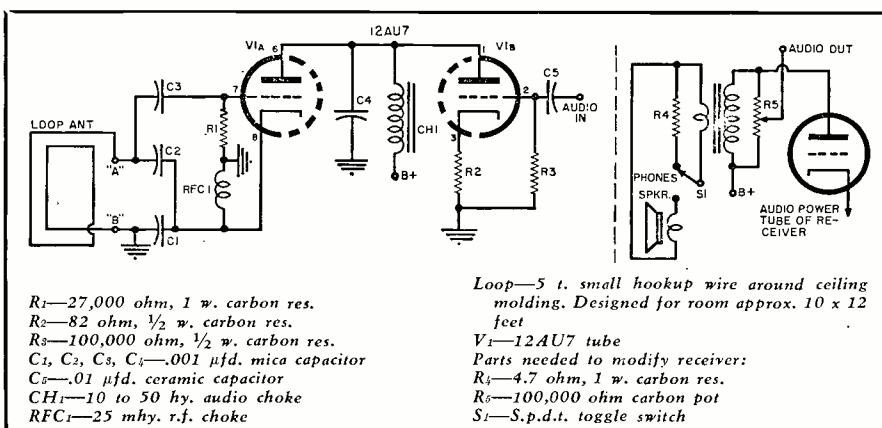 12AU7
V1A 6
1 V1B
C3
7
C5
2
AUDIO IN
AUDIO OUT
LOOP ANT
C2
R1
8
C4
CH1
3
R4
R5
"A"
RFC1
B+
R2
R3
PHONES
SPKR.
S1
B+
"B"
C1
AUDIO POWER
TUBE OF RE-
CEIVER
R1—27,000 ohm, 1 w. carbon res.
R2—82 ohm, 1/2 w. carbon res.
R3—100,000 ohm, 1/2 w. carbon res.
C1, C2, C3, C4—.001 μfd. mica capacitor
C5—.01 μfd. ceramic capacitor
CH1—10 to 50 hy. audio choke
RFC1—25 mhy. r.f. choke
Loop—5 t. small hookup wire around ceiling
molding. Designed for room approx. 10 x 12
feet
V1—12AU7 tube
Parts needed to modify receiver:
R4—4.7 ohm, 1 w. carbon res.
R5—100,000 ohm carbon pot
S1—S.p.d.t. toggle switch